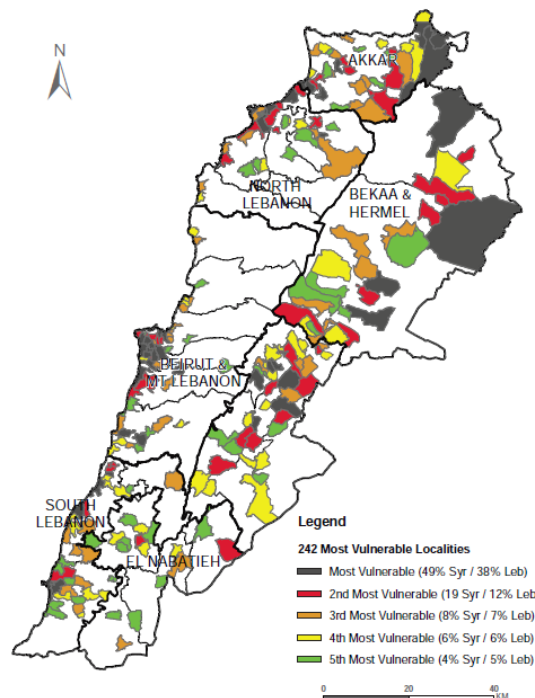 N
AKKAR
NORTH
LEBANON
BEKAA &
HERMEL
BEIRUT &
MT LEBANON
SOUTH
LEBANON
EL NABATIEH
Legend
242 Most Vulnerable Localities
Most Vulnerable (49% Syr / 38% Leb)
2nd Most Vulnerable (19 Syr / 12% Leb)
3rd Most Vulnerable (8% Syr / 7% Leb)
4th Most Vulnerable (6% Syr / 6% Leb)
5th Most Vulnerable (4% Syr / 5% Leb)
0 20 40
KM